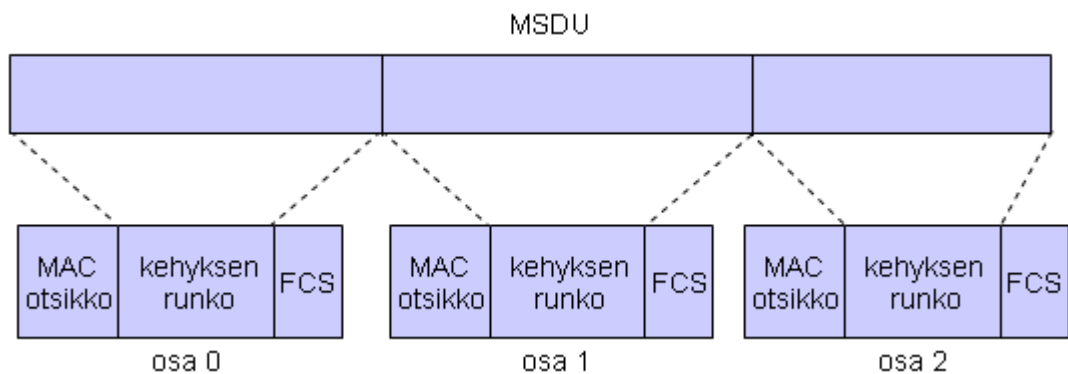 MSDU
MAC
otsikko
kehyksen
runko
FCS
MAC
otsikko
kehyksen
runko
FCS
MAC
otsikko
kehyksen
runko
FCS
osa 0
osa 1
osa 2